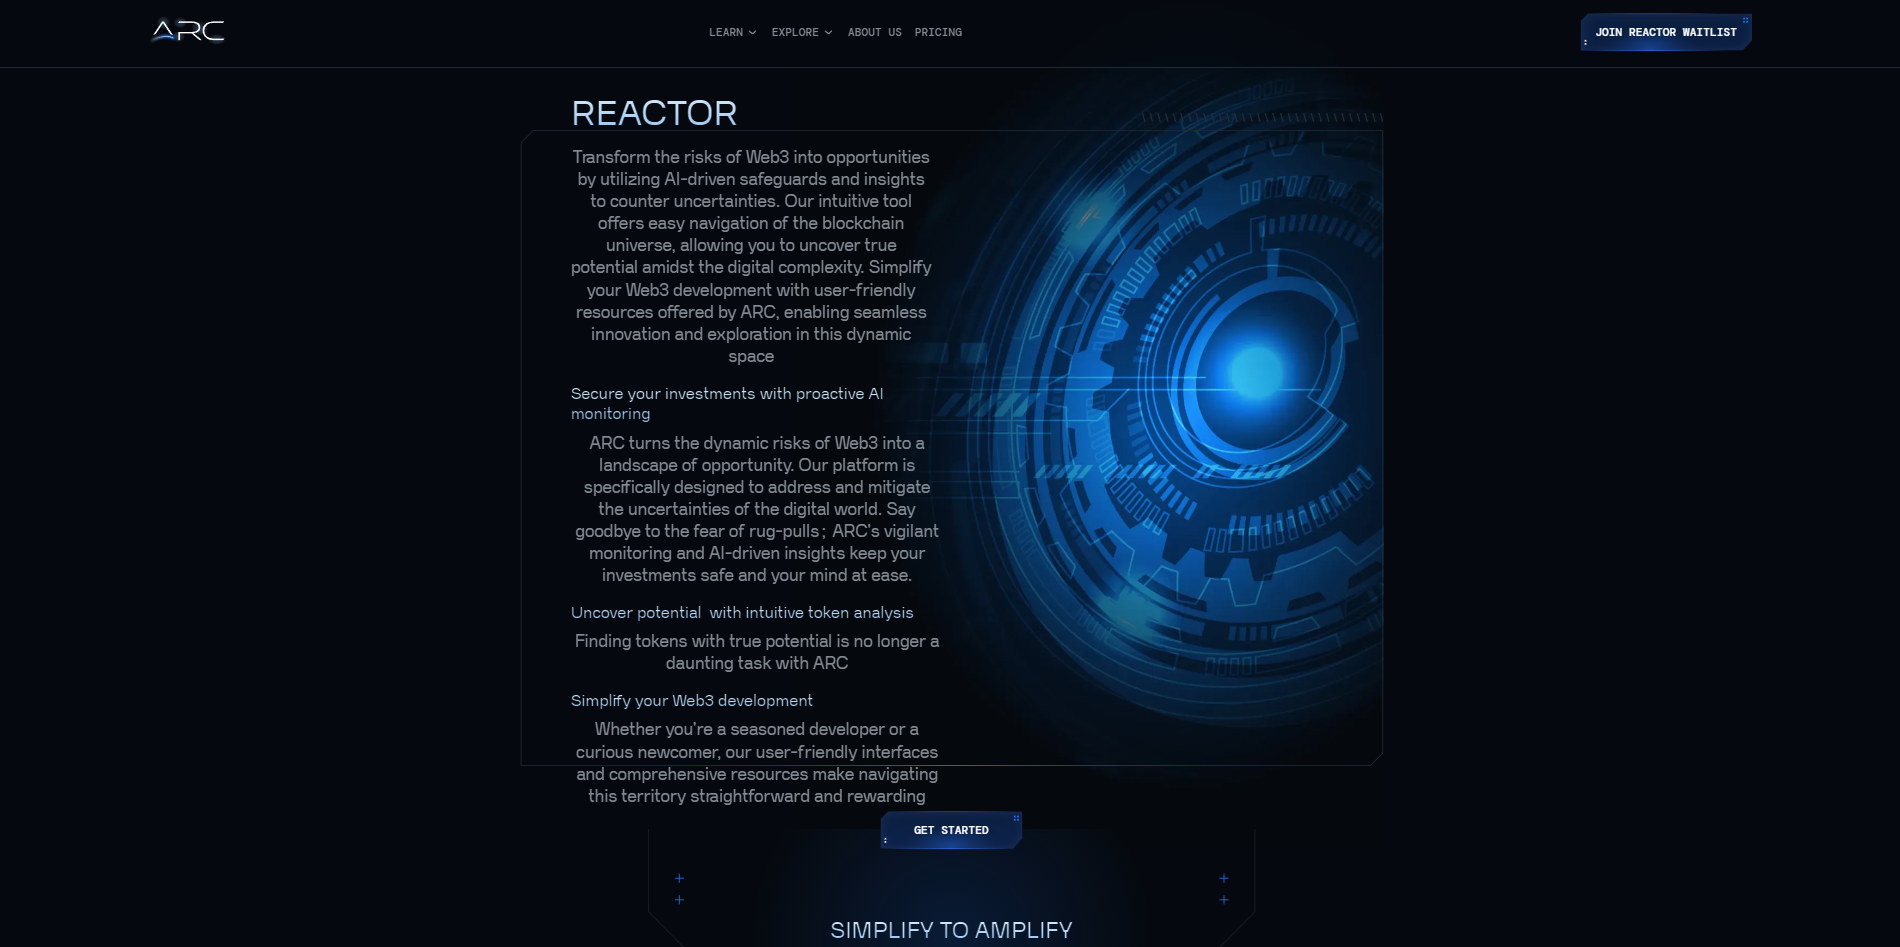 ARC
LEARN
EXPLORE
ABOUT US
PRICING
JOIN REACTOR WAITLIST
REACTOR
Transform the risks of Web3 into opportunities
by utilizing AI-driven safeguards and insights
to counter uncertainties. Our intuitive tool
offers easy navigation of the blockchain
universe, allowing you to uncover true
potential amidst the digital complexity. Simplify
your Web3 development with user-friendly
resources offered by ARC, enabling seamless
innovation and exploration in this dynamic
space
Secure your investments with proactive AI
monitoring
ARC turns the dynamic risks of Web3 into a
landscape of opportunity. Our platform is
specifically designed to address and mitigate
the uncertainties of the digital world. Say
goodbye to the fear of rug-pulls; ARC's vigilant
monitoring and AI-driven insights keep your
investments safe and your mind at ease.
Uncover potential  with intuitive token analysis
Finding tokens with true potential is no longer a
daunting task with ARC
Simplify your Web3 development
Whether you're a seasoned developer or a
curious newcomer, our user-friendly interfaces
and comprehensive resources make navigating
this territory straightforward and rewarding
GET STARTED
SIMPLIFY TO AMPLIFY